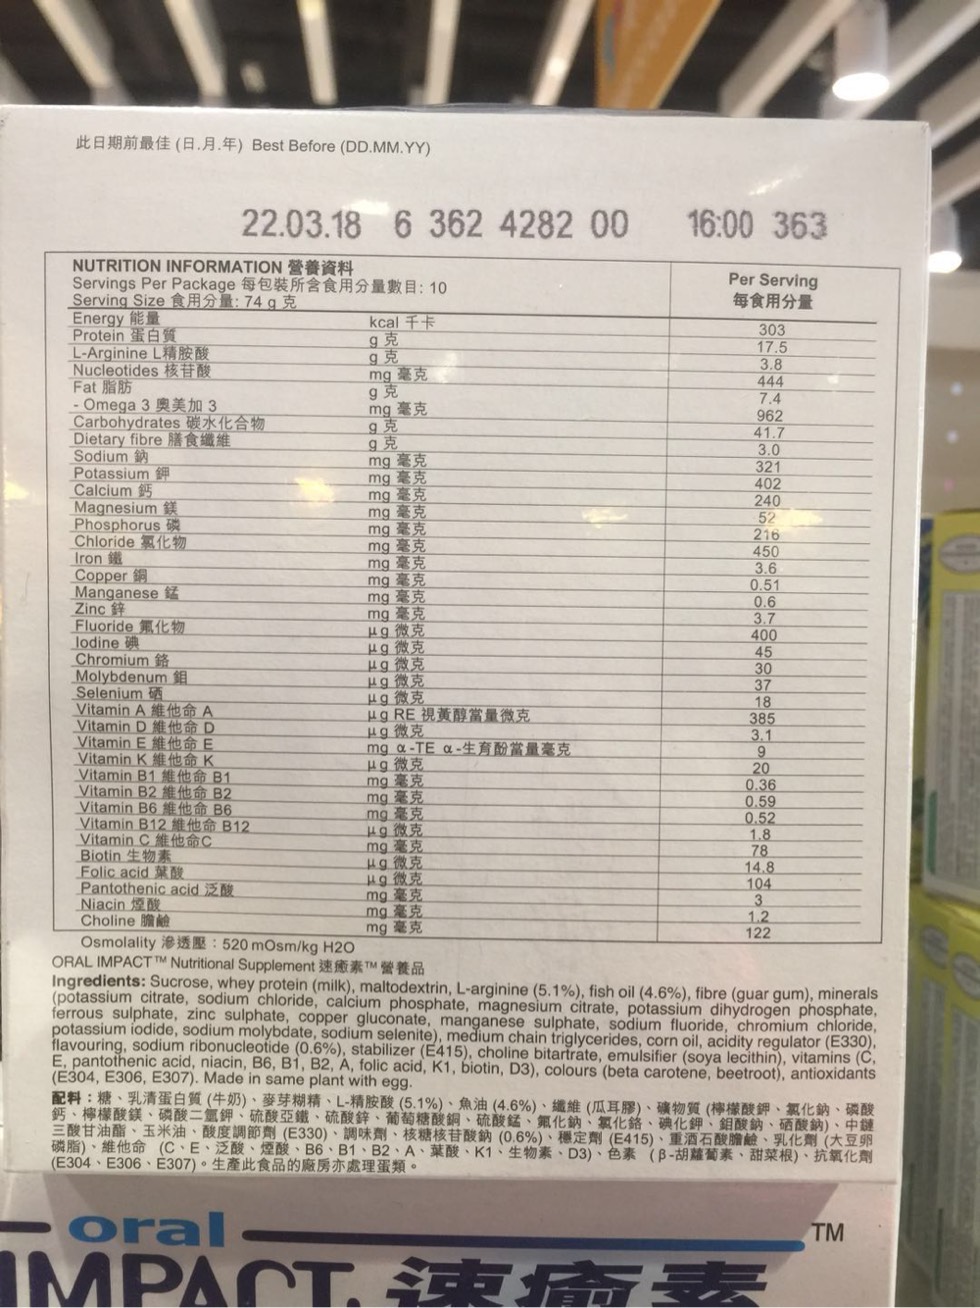 此日期前最佳 (日.月.年) Best Before (DD.MM.YY)
22.03.18 6 362 4282 00 16:00 363
NUTRITION INFORMATION 營養資料
Servings Per Package 每包裝所含食用分量數目: 10
Serving Size 食用分量: 74 g 克
Per Serving
每食用分量
Energy 能量 kcal 千卡 303
Protein 蛋白質 g 克 17.5
L-Arginine L精胺酸 g 克 3.8
Nucleotides 核苷酸 mg 毫克 444
Fat 脂肪 g 克 7.4
- Omega 3 奧美加 3 mg 毫克 962
Carbohydrates 碳水化合物 g 克 41.7
Dietary fibre 膳食纖維 g 克 3.0
Sodium 鈉 mg 毫克 321
Potassium 鉀 mg 毫克 402
Calcium 鈣 mg 毫克 240
Magnesium 鎂 mg 毫克 52
Phosphorus 磷 mg 毫克 216
Chloride 氯化物 mg 毫克 450
Iron 鐵 mg 毫克 3.6
Copper 銅 mg 毫克 0.51
Manganese 錳 mg 毫克 0.6
Zinc 鋅 mg 毫克 3.7
Fluoride 氟化物 μg 微克 400
Iodine 碘 μg 微克 45
Chromium 鉻 μg 微克 30
Molybdenum 鉬 μg 微克 37
Selenium 硒 μg 微克 18
Vitamin A 維他命 A μg RE 視黃醇當量微克 385
Vitamin D 維他命 D μg 微克 3.1
Vitamin E 維他命 E mg α-TE α-生育酚當量毫克 9
Vitamin K 維他命 K μg 微克 20
Vitamin B1 維他命 B1 mg 毫克 0.36
Vitamin B2 維他命 B2 mg 毫克 0.59
Vitamin B6 維他命 B6 mg 毫克 0.52
Vitamin B12 維他命 B12 μg 微克 1.8
Vitamin C 維他命C mg 毫克 78
Biotin 生物素 μg 微克 14.8
Folic acid 葉酸 μg 微克 104
Pantothenic acid 泛酸 mg 毫克 3
Niacin 煙酸 mg 毫克 1.2
Choline 膽鹼 mg 毫克 122
Osmolality 滲透壓：520 mOsm/kg H2O
ORAL IMPACT™ Nutritional Supplement 速癒素™ 營養品
Ingredients: Sucrose, whey protein (milk), maltodextrin, L-arginine (5.1%), fish oil (4.6%), fibre (guar gum), minerals
(potassium citrate, sodium chloride, calcium phosphate, magnesium citrate, potassium dihydrogen phosphate,
ferrous sulphate, zinc sulphate, copper gluconate, manganese sulphate, sodium fluoride, chromium chloride,
potassium iodide, sodium molybdate, sodium selenite), medium chain triglycerides, corn oil, acidity regulator (E330),
flavouring, sodium ribonucleotide (0.6%), stabilizer (E415), choline bitartrate, emulsifier (soya lecithin), vitamins (C,
E, pantothenic acid, niacin, B6, B1, B2, A, folic acid, K1, biotin, D3), colours (beta carotene, beetroot), antioxidants
(E304, E306, E307). Made in same plant with egg.
配料：糖、乳清蛋白質 (牛奶)、麥芽糊精、L-精胺酸 (5.1%)、魚油 (4.6%)、纖維 (瓜耳膠)、礦物質 (檸檬酸鉀、氯化鈉、磷酸
鈣、檸檬酸鎂、磷酸二氫鉀、硫酸亞鐵、硫酸鋅、葡萄糖酸銅、硫酸錳、氟化鈉、氯化鉻、碘化鉀、鉬酸鈉、硒酸鈉)、中鏈
三酸甘油酯、玉米油、酸度調節劑 (E330)、調味劑、核糖核苷酸鈉 (0.6%)、穩定劑 (E415)、重酒石酸膽鹼、乳化劑 (大豆卵
磷脂)、維他命 (C、E、泛酸、煙酸、B6、B1、B2、A、葉酸、K1、生物素、D3)、色素 (β-胡蘿蔔素、甜菜根)、抗氧化劑
(E304、E306、E307)。生產此食品的廠房亦處理蛋類。
oral TM
IMPACT. 速癒素